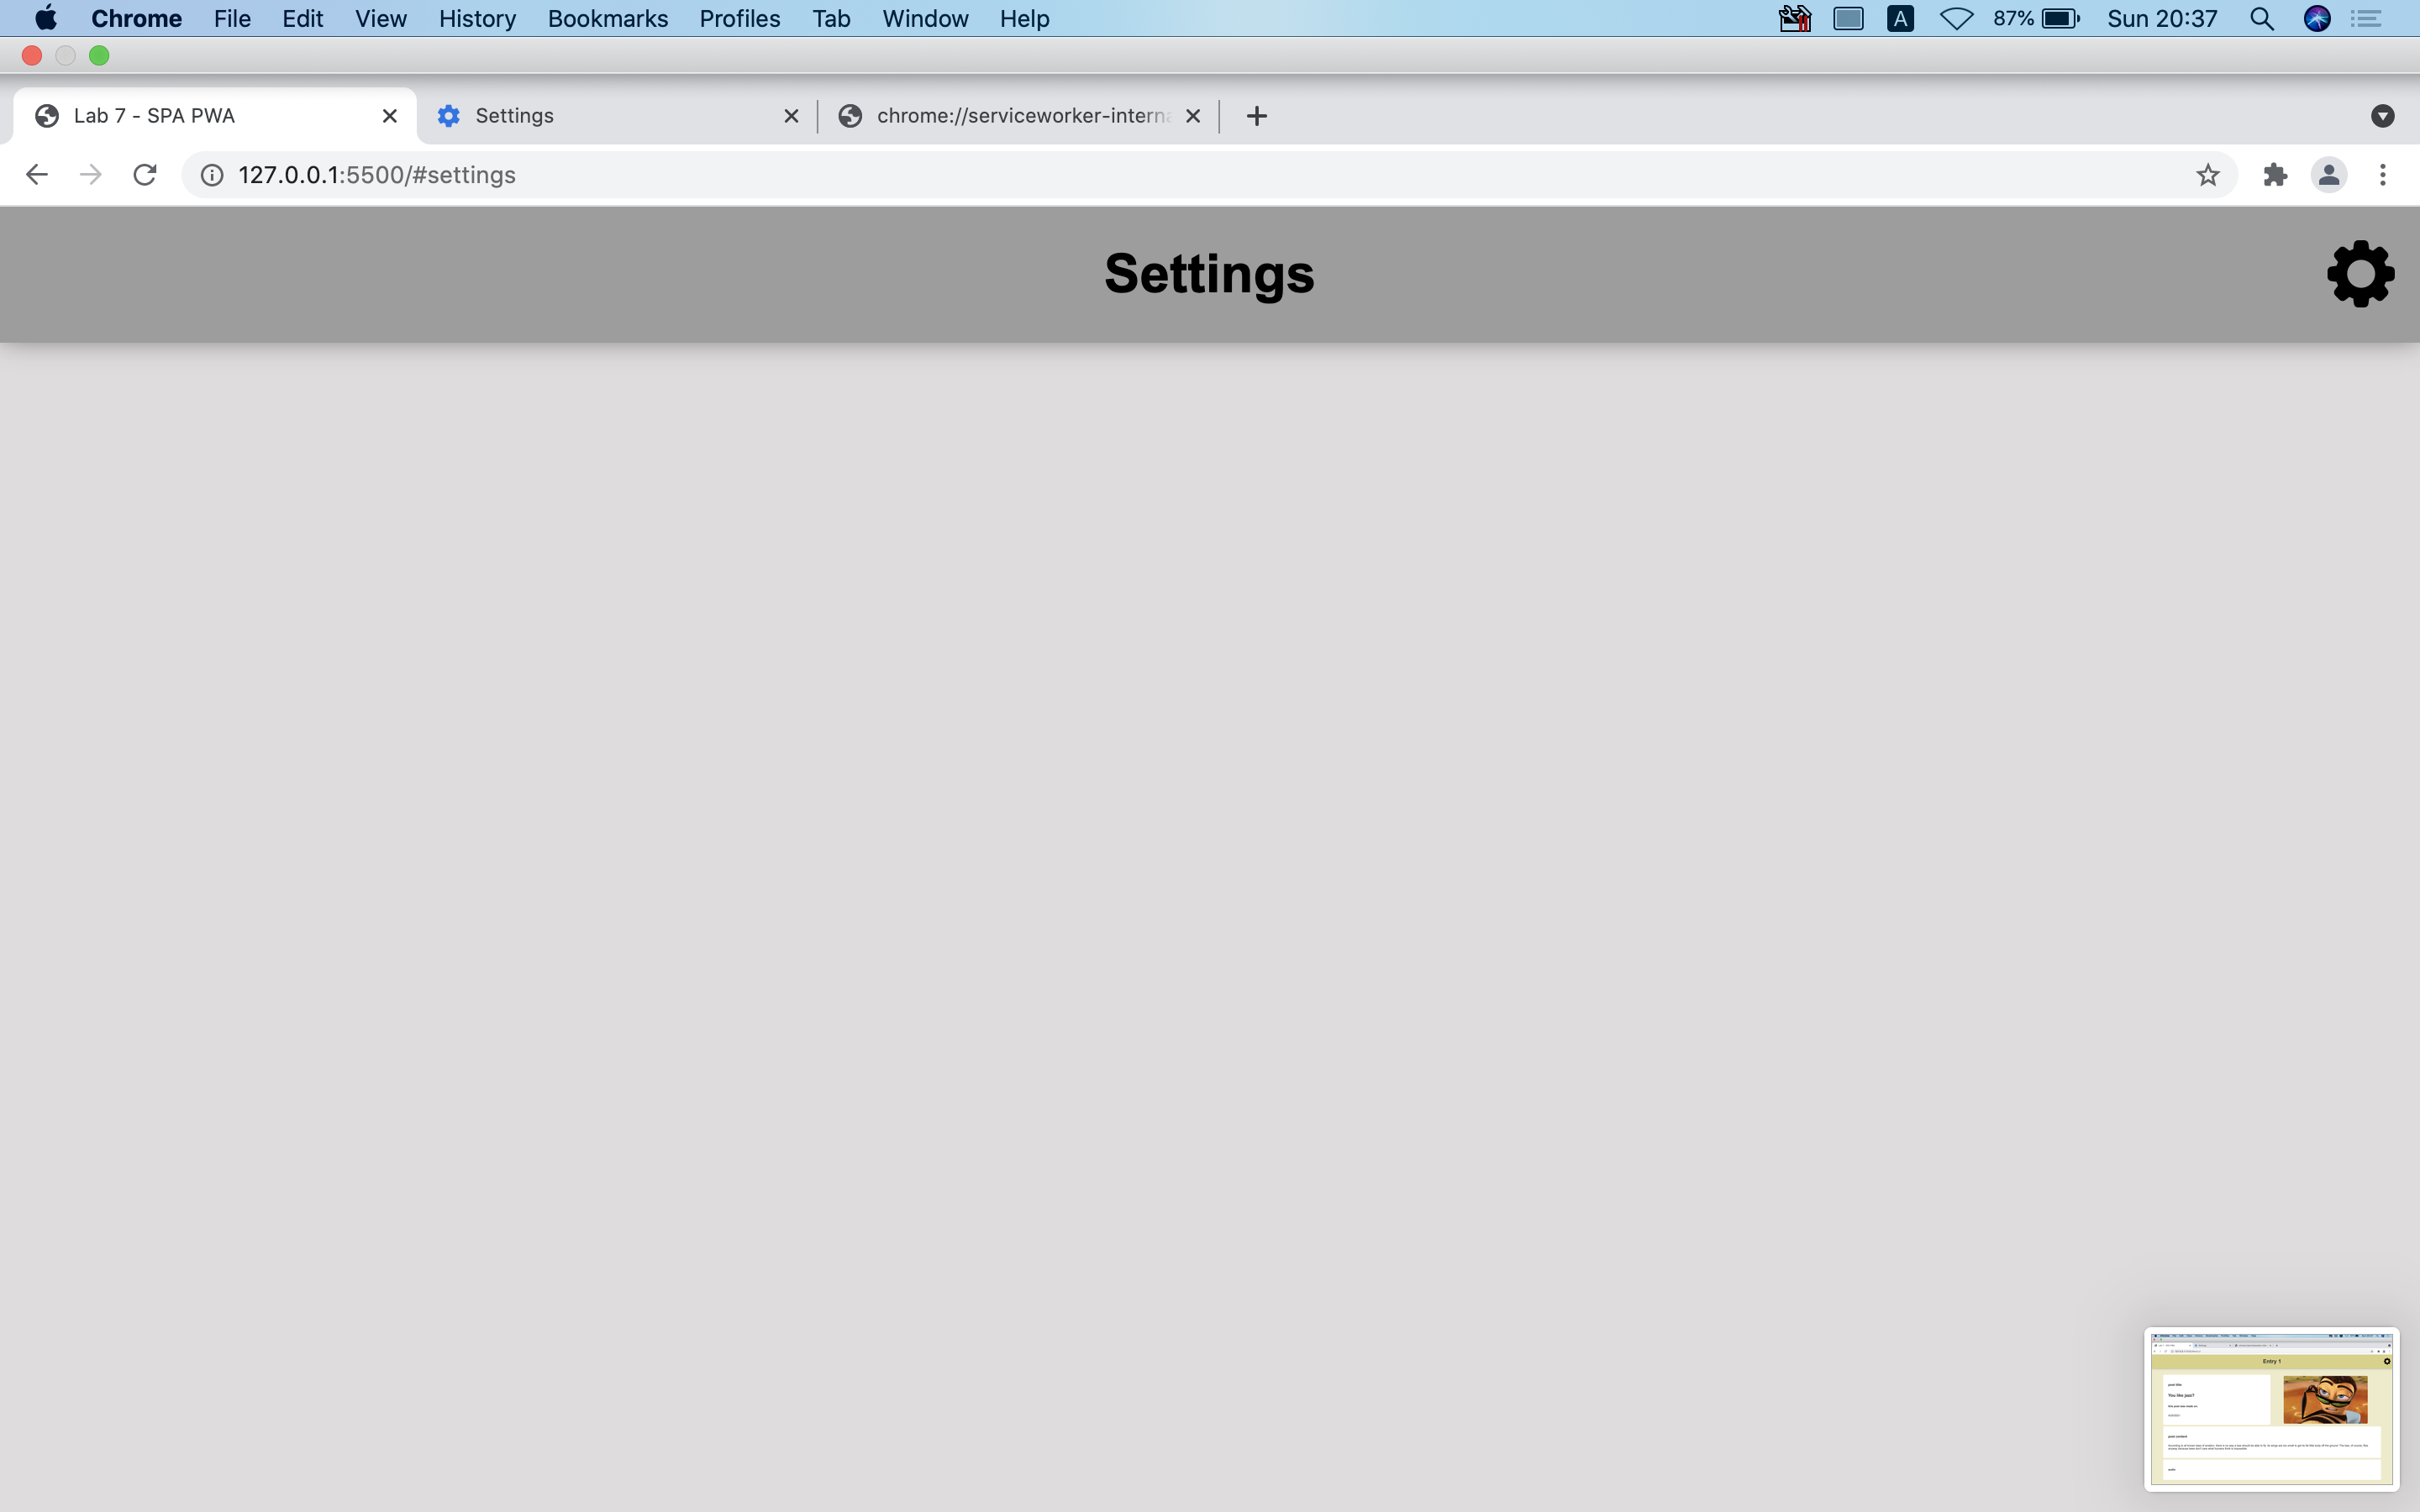 Chrome File Edit View History Bookmarks Profiles Tab Window Help A 87% Sun 20:37
Lab 7 - SPA PWA Settings chrome://serviceworker-interna
127.0.0.1:5500/#settings
Settings
Entry 1
You like jazz?